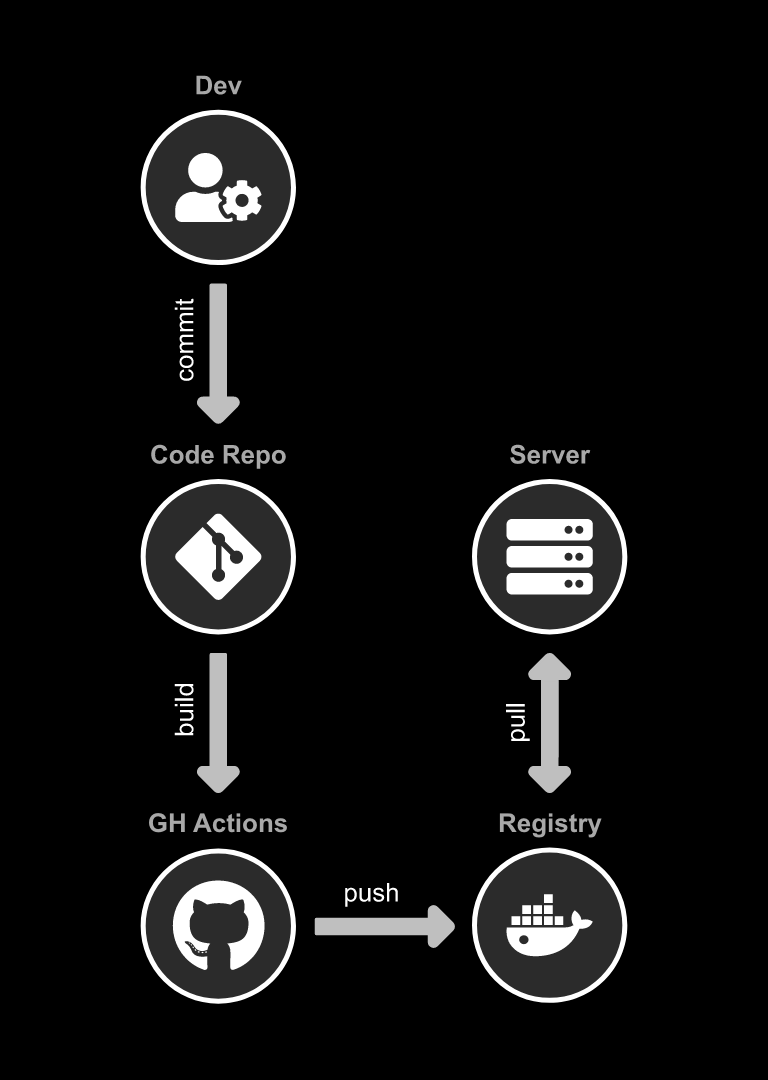 Dev
commit
Code Repo
Server
build
pull
GH Actions
Registry
push